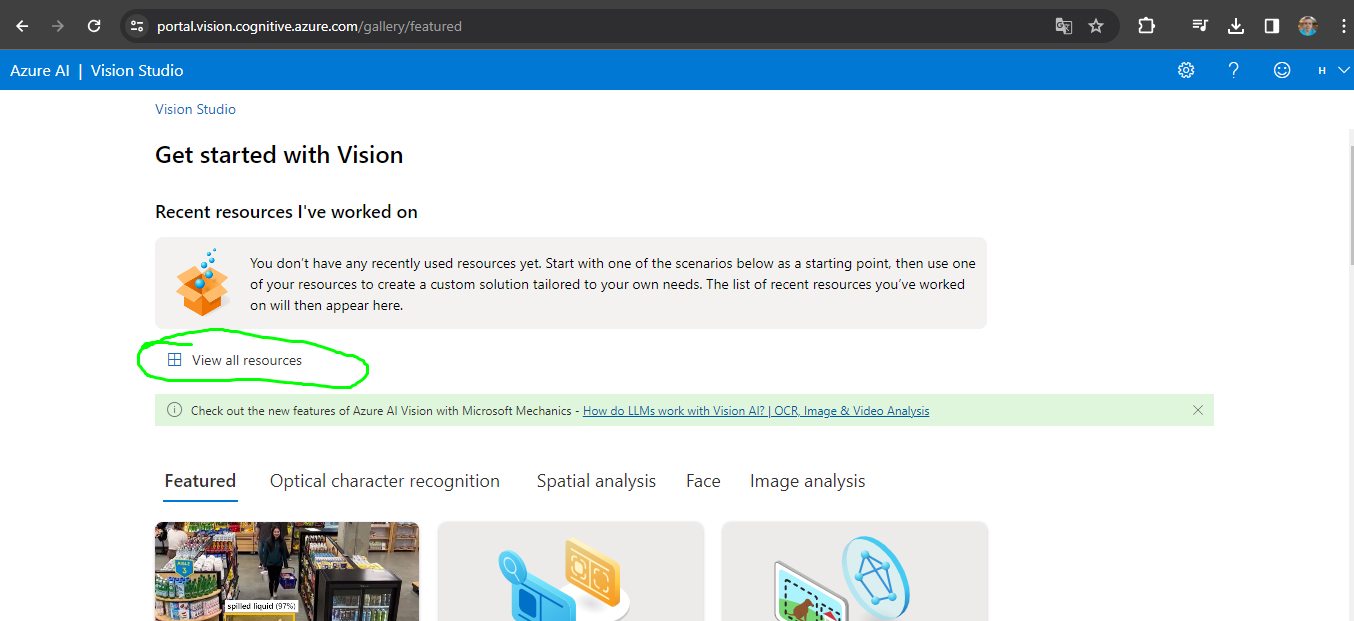 portal.vision.cognitive.azure.com/gallery/featured
Azure AI | Vision Studio
H
Vision Studio
Get started with Vision
Recent resources I've worked on
You don't have any recently used resources yet. Start with one of the scenarios below as a starting point, then use one
of your resources to create a custom solution tailored to your own needs. The list of recent resources you've worked
on will then appear here.
View all resources
Check out the new features of Azure AI Vision with Microsoft Mechanics - How do LLMs work with Vision AI? | OCR, Image & Video Analysis
Featured
Optical character recognition
Spatial analysis
Face
Image analysis
3
spilled liquid (97%)